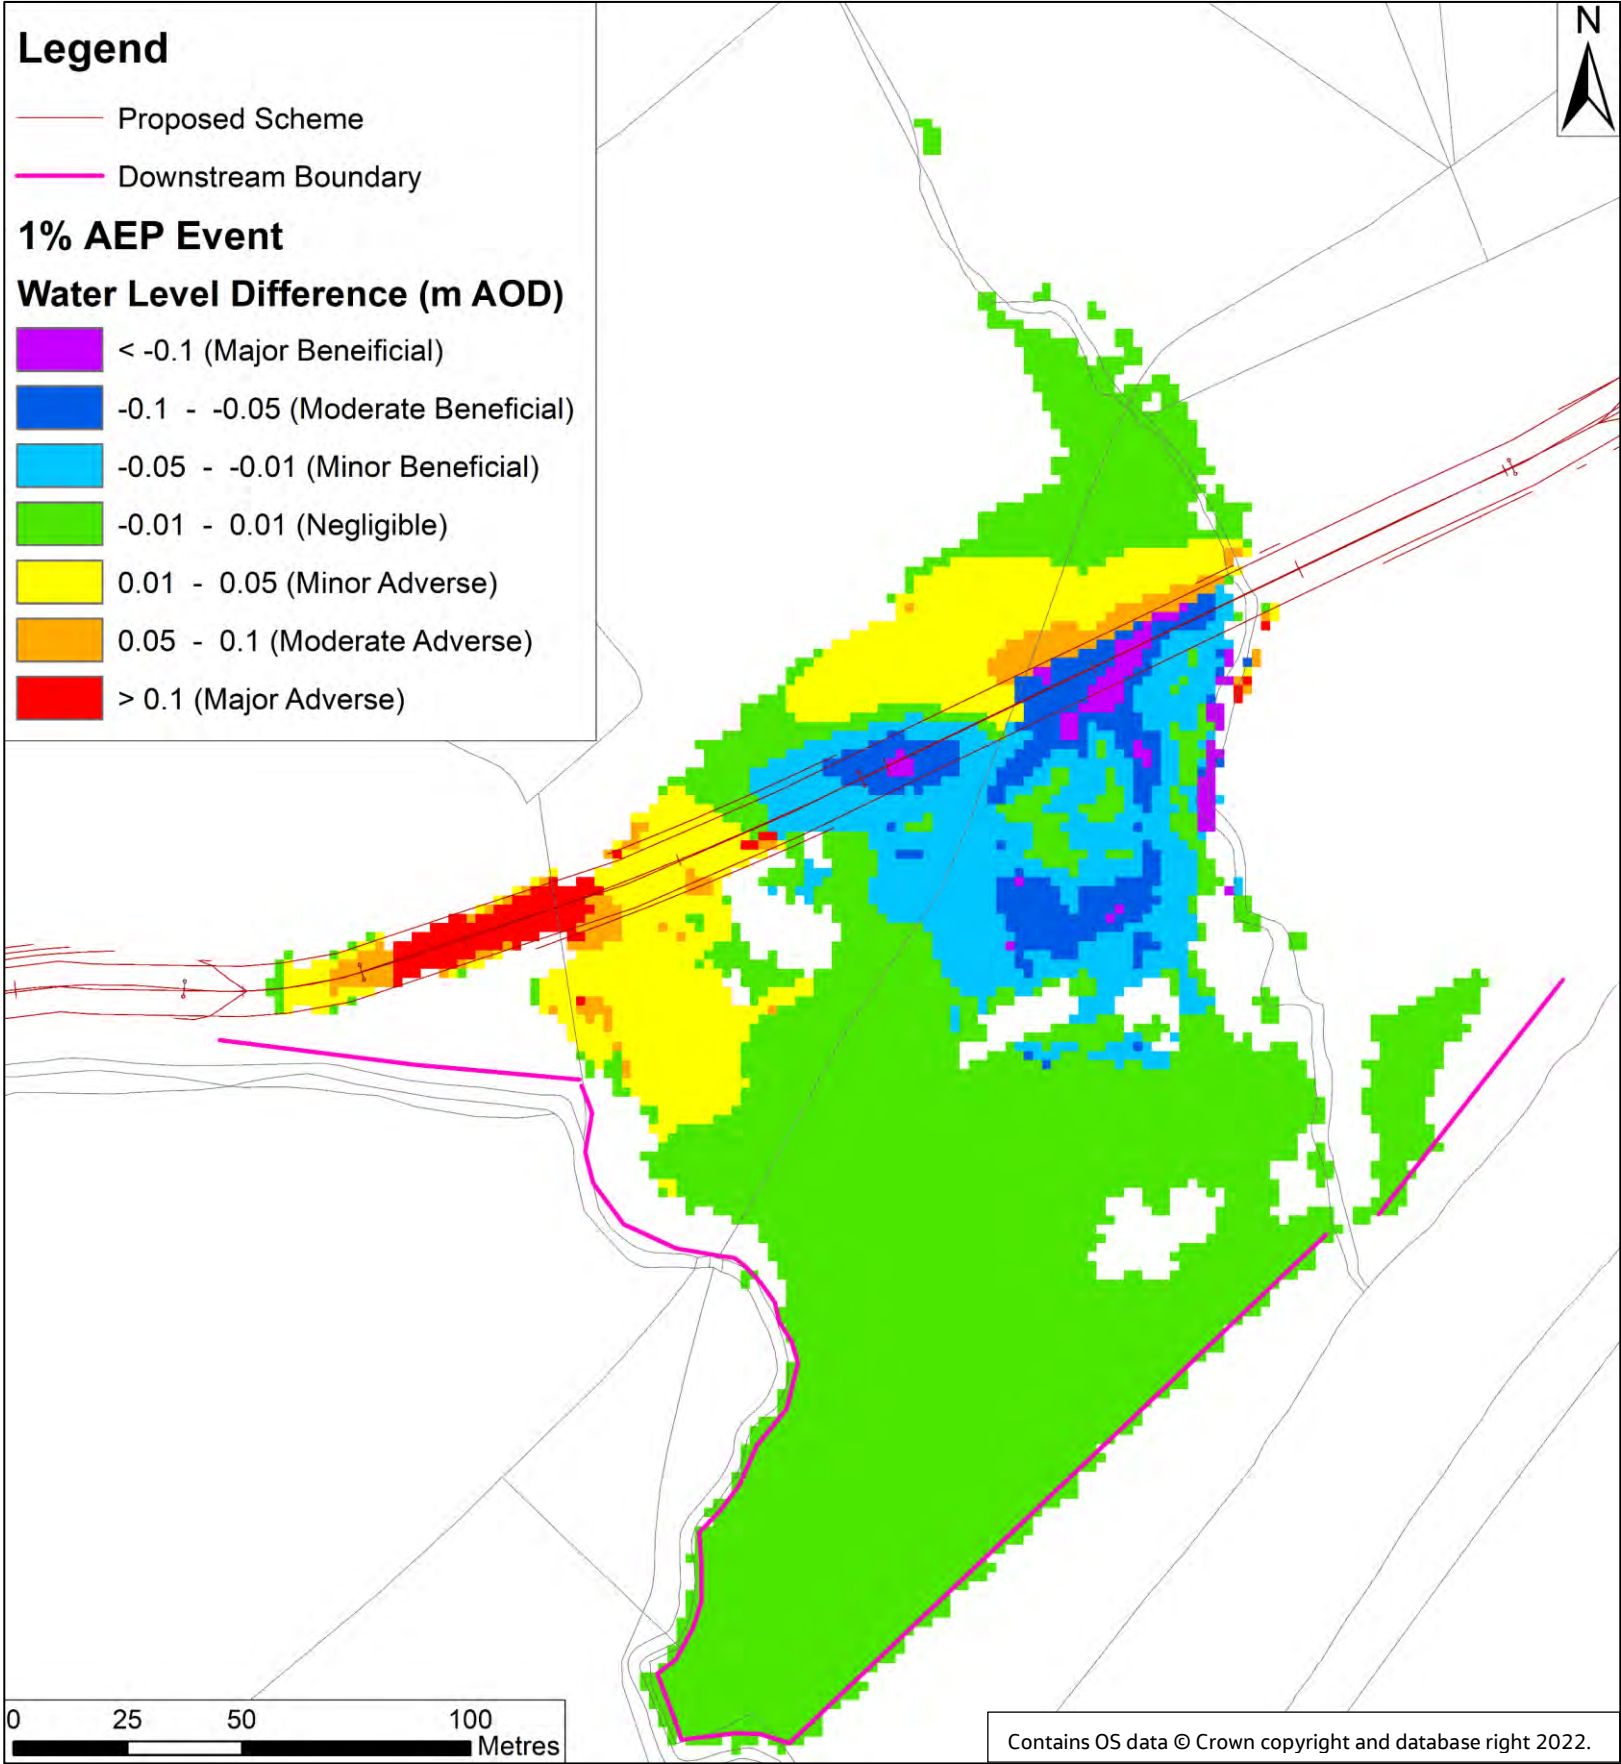 Legend
Proposed Scheme
Downstream Boundary
1% AEP Event
Water Level Difference (m AOD)
< -0.1 (Major Beneificial)
-0.1 - -0.05 (Moderate Beneficial)
-0.05 - -0.01 (Minor Beneficial)
-0.01 - 0.01 (Negligible)
0.01 - 0.05 (Minor Adverse)
0.05 - 0.1 (Moderate Adverse)
> 0.1 (Major Adverse)
N
0 25 50 100
Metres
Contains OS data © Crown copyright and database right 2022.